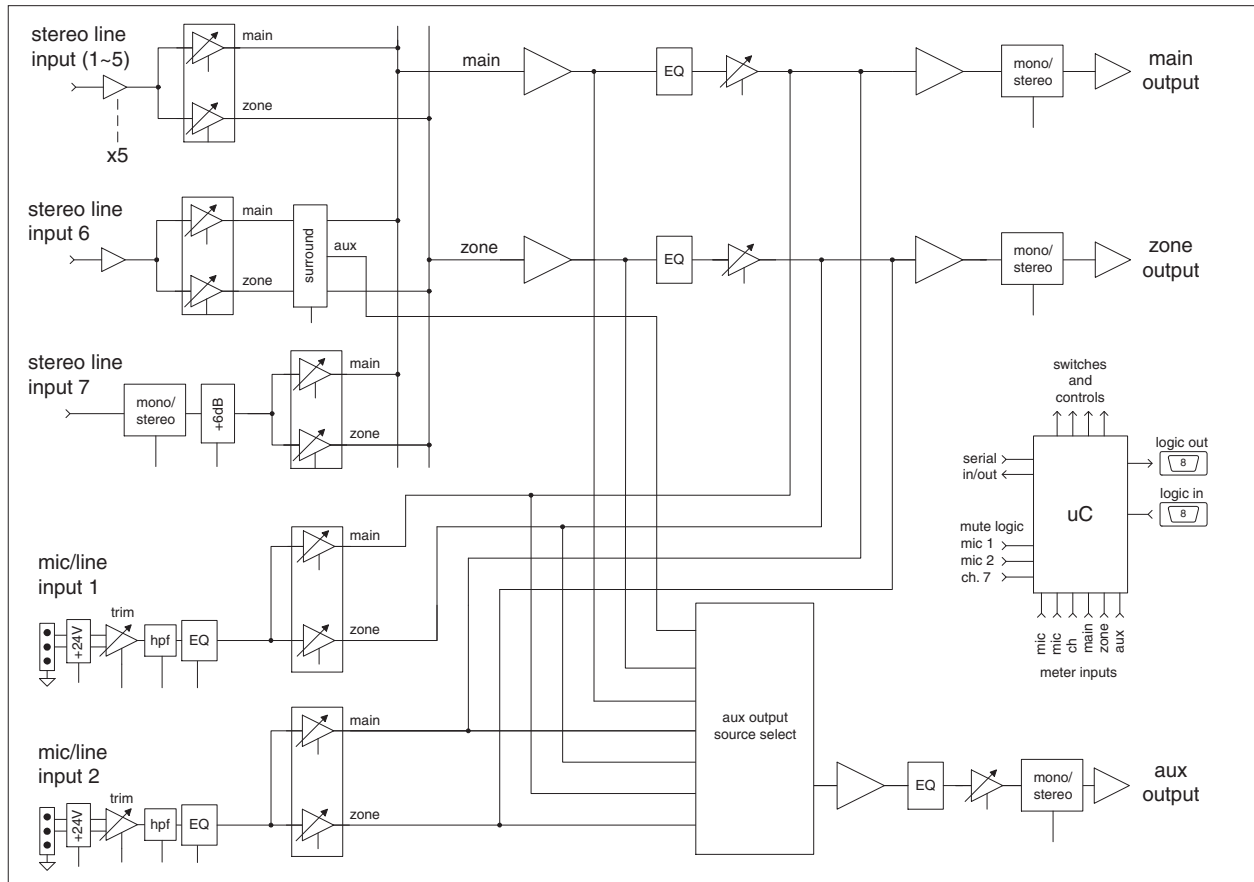 stereo line
input (1~5)
x5
main
zone
main
EQ
mono/
stereo
main
output
stereo line
input 6
main
zone
surround
aux
zone
EQ
mono/
stereo
zone
output
stereo line
input 7
mono/
stereo
+6dB
main
zone
switches
and
controls
serial
in/out
mute logic
mic 1
mic 2
ch. 7
uC
logic out
8
logic in
8
mic
mic
ch
main
zone
aux
meter inputs
mic/line
input 1
+24V
trim
hpf
EQ
main
zone
mic/line
input 2
+24V
trim
hpf
EQ
main
zone
aux output
source select
EQ
mono/
stereo
aux
output